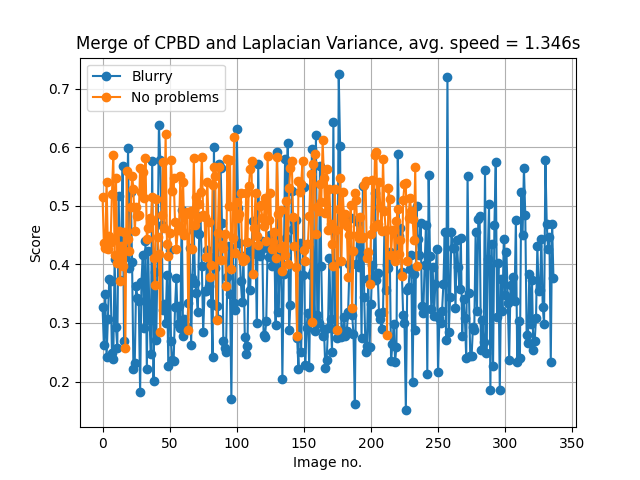 Merge of CPBD and Laplacian Variance, avg. speed = 1.346s
Blurry
No problems
Score
0.7
0.6
0.5
0.4
0.3
0.2
0 50 100 150 200 250 300 350
Image no.